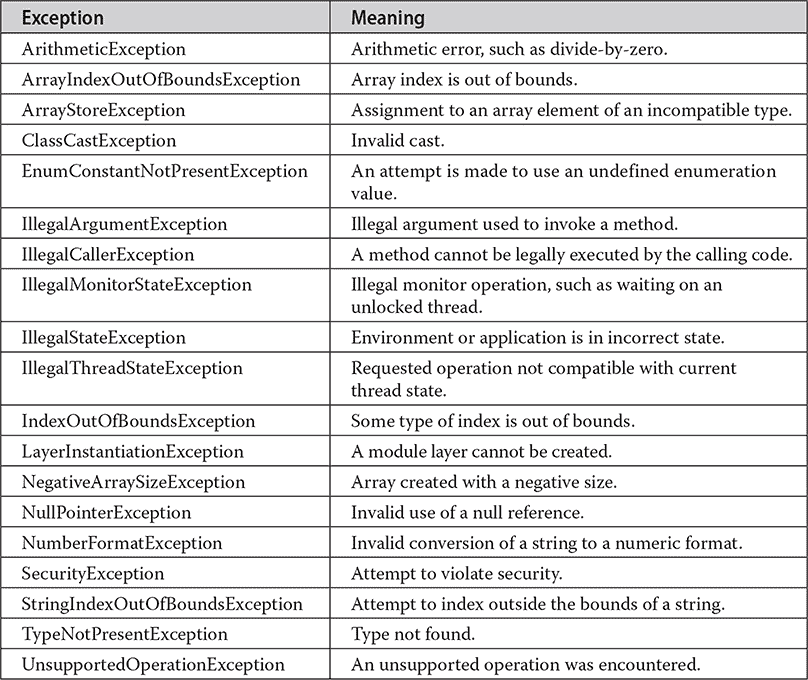 Exception Meaning
ArithmeticException Arithmetic error, such as divide-by-zero.
ArrayIndexOutOfBoundsException Array index is out of bounds.
ArrayStoreException Assignment to an array element of an incompatible type.
ClassCastException Invalid cast.
EnumConstantNotPresentException An attempt is made to use an undefined enumeration
value.
IllegalArgumentException Illegal argument used to invoke a method.
IllegalCallerException A method cannot be legally executed by the calling code.
IllegalMonitorStateException Illegal monitor operation, such as waiting on an
unlocked thread.
IllegalStateException Environment or application is in incorrect state.
IllegalThreadStateException Requested operation not compatible with current
thread state.
IndexOutOfBoundsException Some type of index is out of bounds.
LayerInstantiationException A module layer cannot be created.
NegativeArraySizeException Array created with a negative size.
NullPointerException Invalid use of a null reference.
NumberFormatException Invalid conversion of a string to a numeric format.
SecurityException Attempt to violate security.
StringIndexOutOfBoundsException Attempt to index outside the bounds of a string.
TypeNotPresentException Type not found.
UnsupportedOperationException An unsupported operation was encountered.